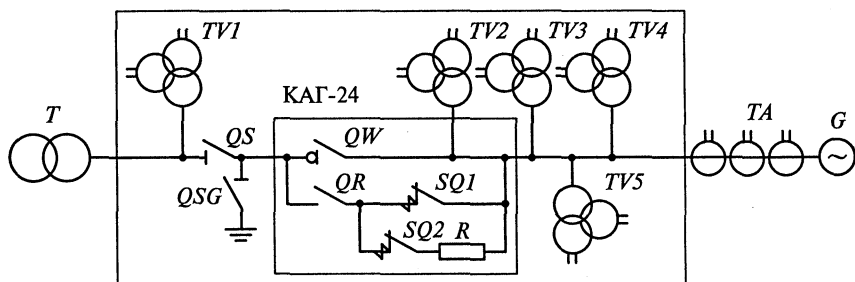 TV1
TV2
TV3
TV4
КАГ-24
T
QS
QW
TA
G
QSG
QR
SQ1
TV5
SQ2
R
~